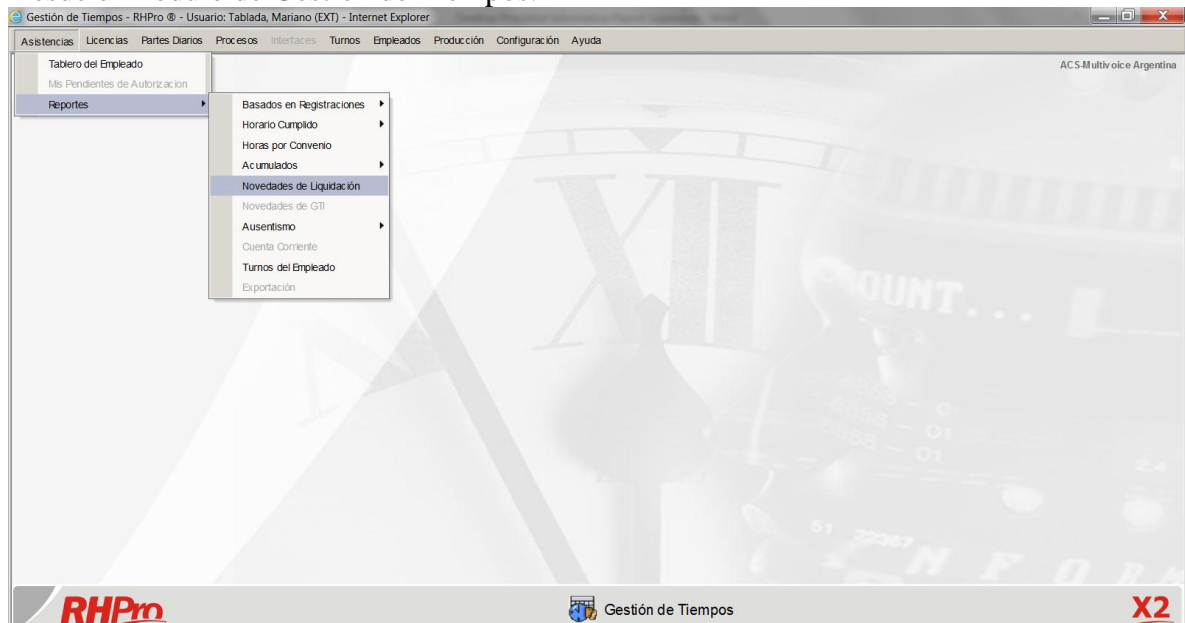 Gestión de Tiempos - RHPro ® - Usuario: Tablada, Mariano (EXT) - Internet Explorer
Asistencias Licencias Partes Diarios Procesos Interfaces Turnos Empleados Producción Configuración Ayuda
ACS-Multivoice Argentina
Tablero del Empleado
Mis Pendientes de Autorizacion
Reportes
Basados en Registraciones
Horario Cumplido
Horas por Convenio
Acumulados
Novedades de Liquidación
Novedades de GTI
Ausentismo
Cuenta Corriente
Turnos del Empleado
Exportación
OUNT...
RHPro
Gestión de Tiempos
X2